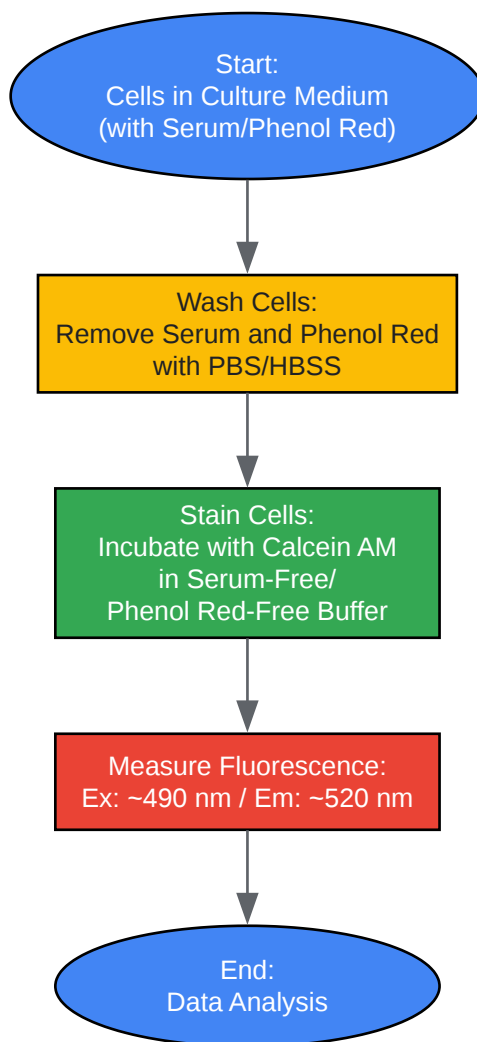 Start:
Cells in Culture Medium
(with Serum/Phenol Red)
Wash Cells:
Remove Serum and Phenol Red
with PBS/HBSS
Stain Cells:
Incubate with Calcein AM
in Serum-Free/
Phenol Red-Free Buffer
Measure Fluorescence:
Ex: ~490 nm / Em: ~520 nm
End:
Data Analysis